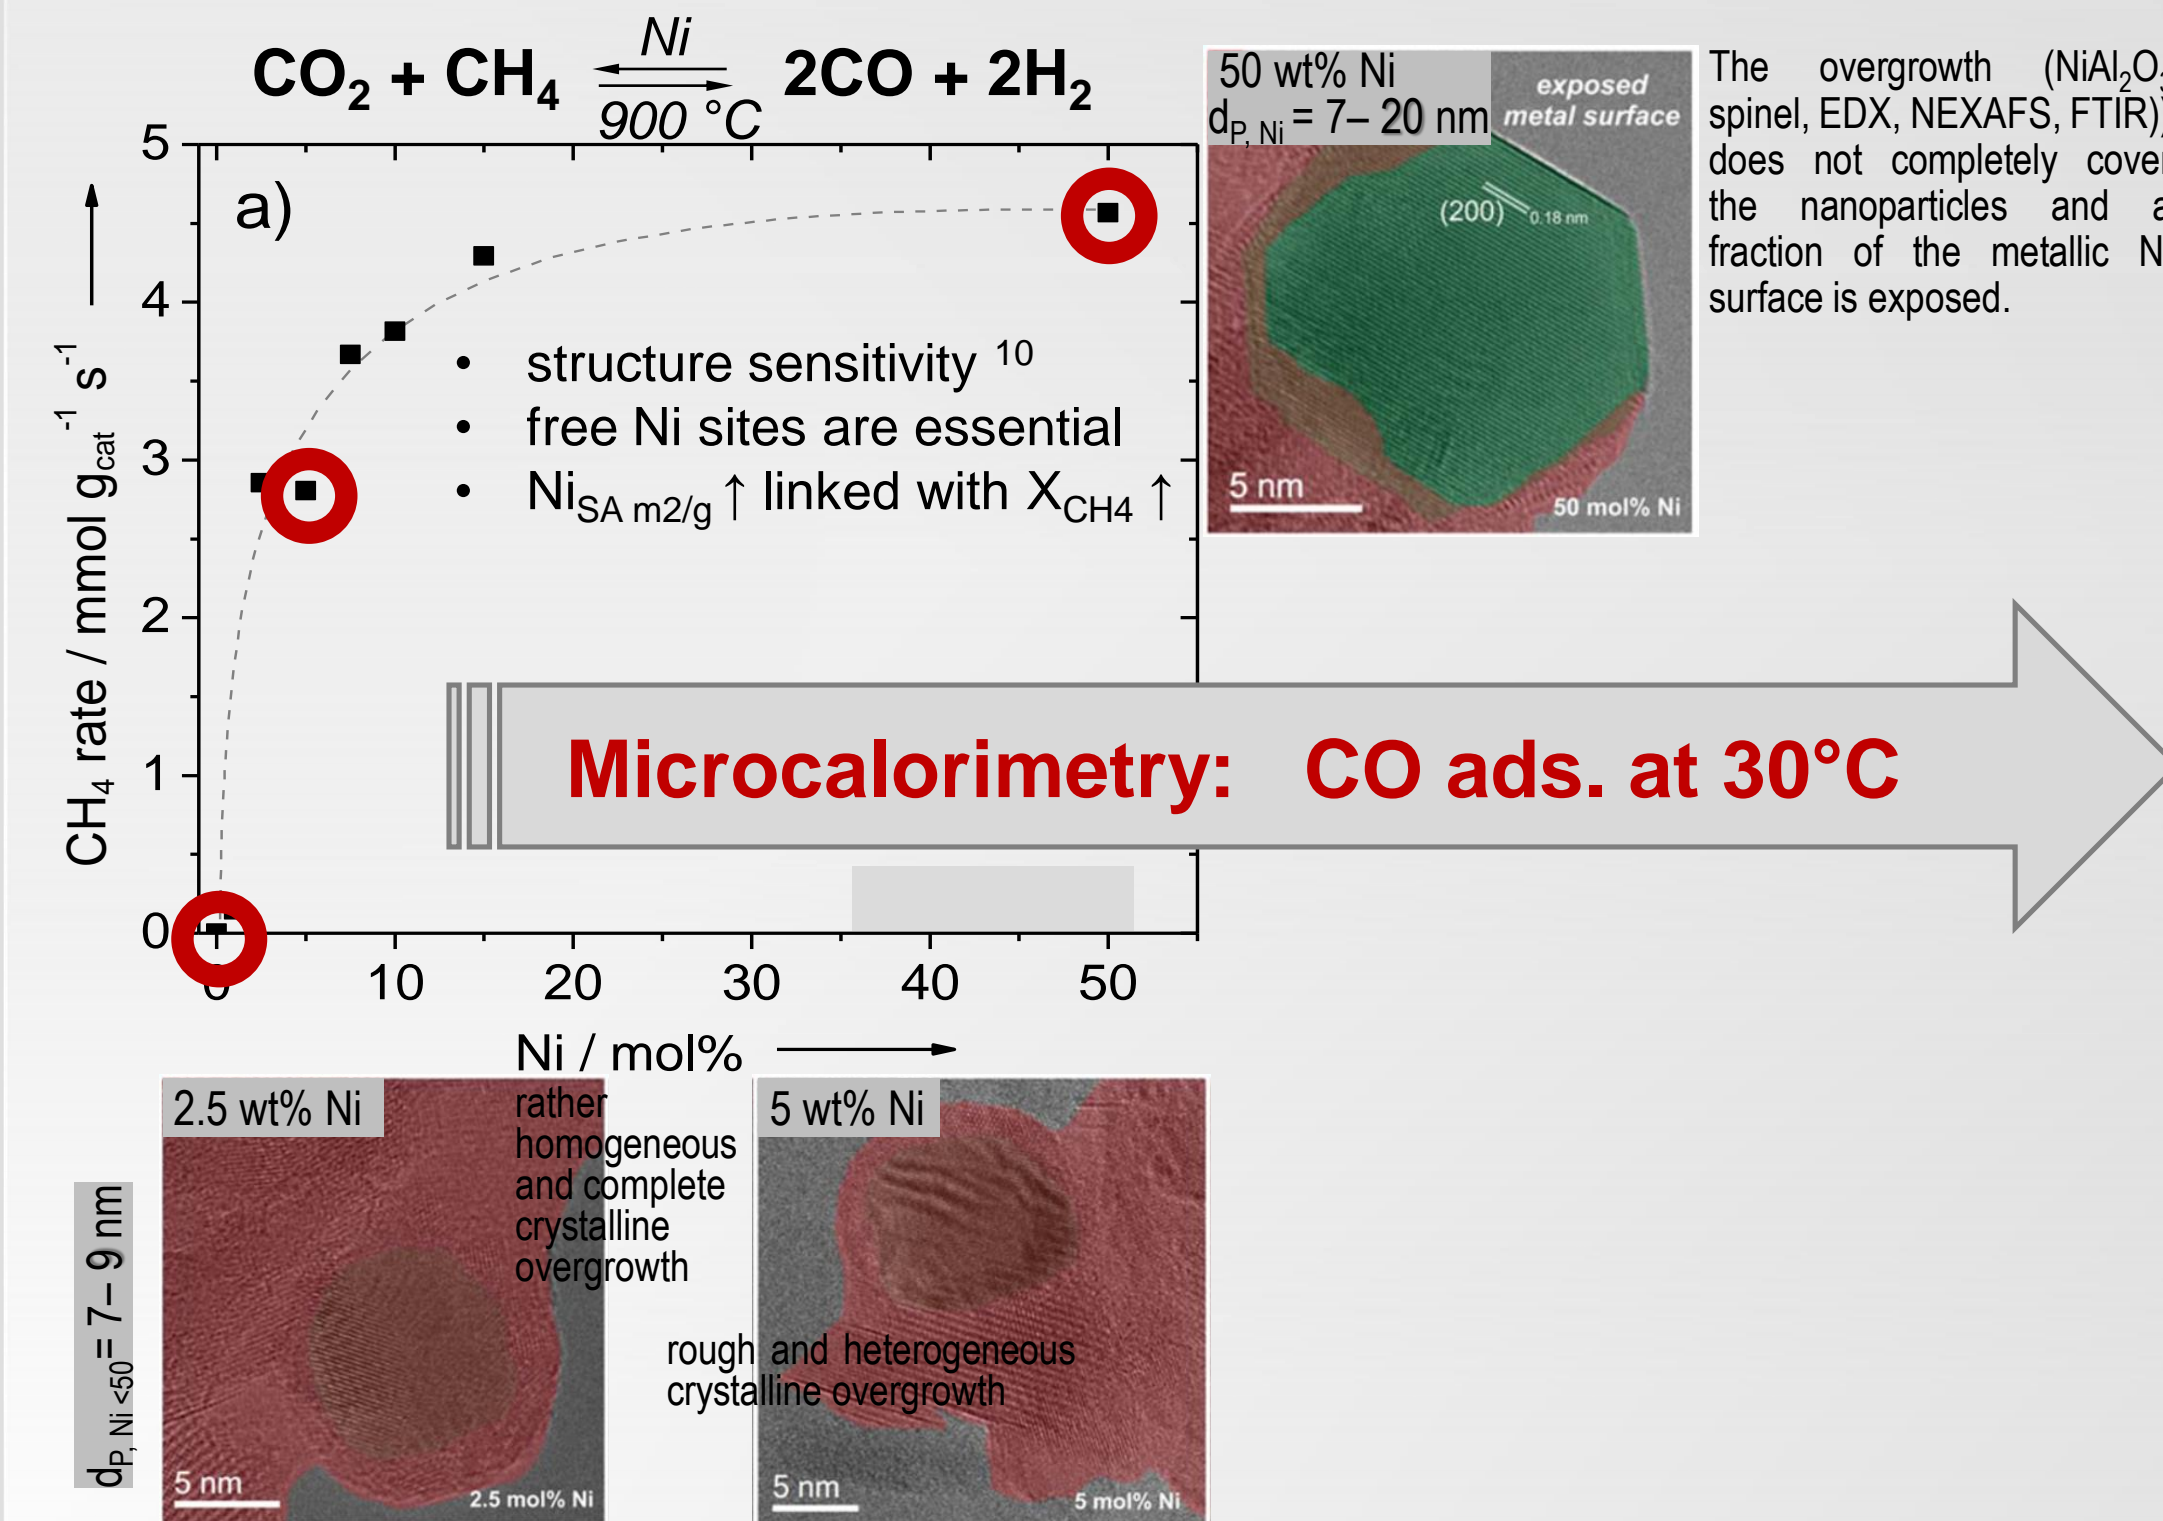 CO₂ + CH₄ Ni 900 °C 2CO + 2H₂
a)
5
4
3
2
1
0
CH₄ rate / mmol g_cat⁻¹ s⁻¹
• structure sensitivity ¹⁰
• free Ni sites are essential
• Ni_SA m2/g ↑ linked with X_CH4 ↑
0 10 20 30 40 50
Ni / mol%
50 wt% Ni
d_P, Ni = 7– 20 nm
exposed
metal surface
(200) 0.18 nm
5 nm
50 mol% Ni
The overgrowth (NiAl₂O
spinel, EDX, NEXAFS, FTIR)
does not completely cover
the nanoparticles and a
fraction of the metallic N
surface is exposed.
Microcalorimetry: CO ads. at 30°C
d_P, Ni <50 = 7– 9 nm
2.5 wt% Ni
5 nm
2.5 mol% Ni
rather
homogeneous
and complete
crystalline
overgrowth
5 wt% Ni
rough and heterogeneous
crystalline overgrowth
5 nm
5 mol% Ni